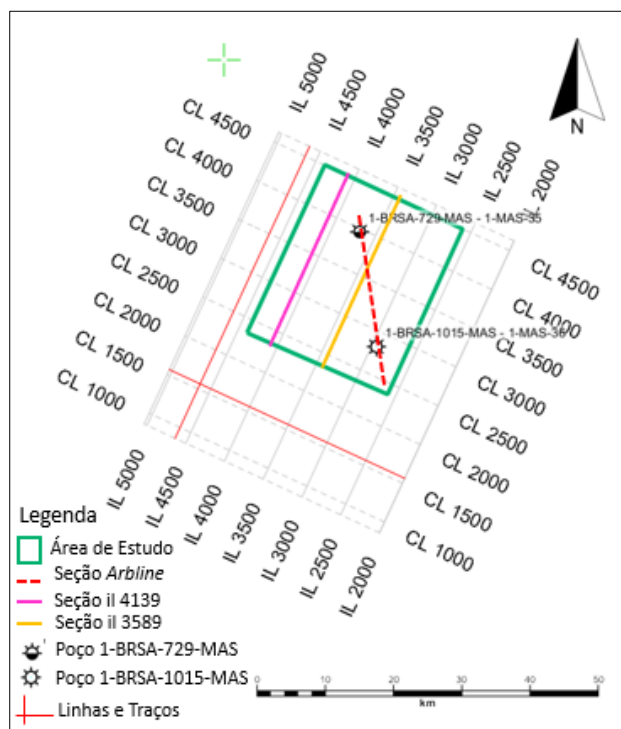 IL 5000
IL 4500
IL 4000
IL 3500
IL 3000
IL 2500
IL 2000
N
CL 4500
CL 4000
CL 3500
CL 3000
CL 2500
CL 2000
CL 1500
CL 1000
1-BRSA-729-MAS - 1-MAS-35
1-BRSA-1015-MAS - 1-MAS-36
CL 4500
CL 4000
CL 3500
CL 3000
CL 2500
CL 2000
CL 1500
CL 1000
IL 5000
IL 4500
IL 4000
IL 3500
IL 3000
IL 2500
IL 2000
Legenda
Área de Estudo
Seção Arbline
Seção il 4139
Seção il 3589
Poço 1-BRSA-729-MAS
Poço 1-BRSA-1015-MAS
Linhas e Traços
0 10 20 30 40 50
km